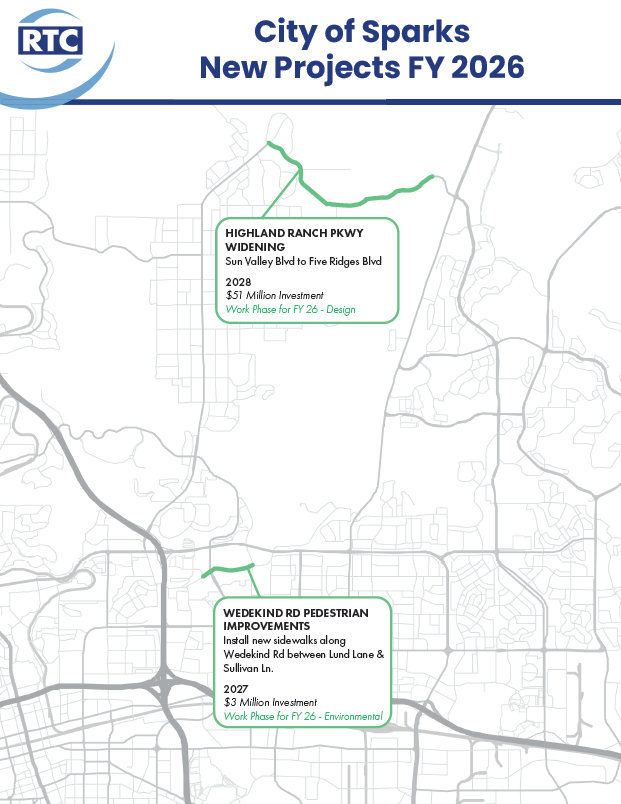 RTC
City of Sparks
New Projects FY 2026
HIGHLAND RANCH PKWY
WIDENING
Sun Valley Blvd to Five Ridges Blvd
2028
$51 Million Investment
Work Phase for FY 26 - Design
WEDEKIND RD PEDESTRIAN
IMPROVEMENTS
Install new sidewalks along
Wedekind Rd between Lund Lane &
Sullivan Ln.
2027
$3 Million Investment
Work Phase for FY 26 - Environmental